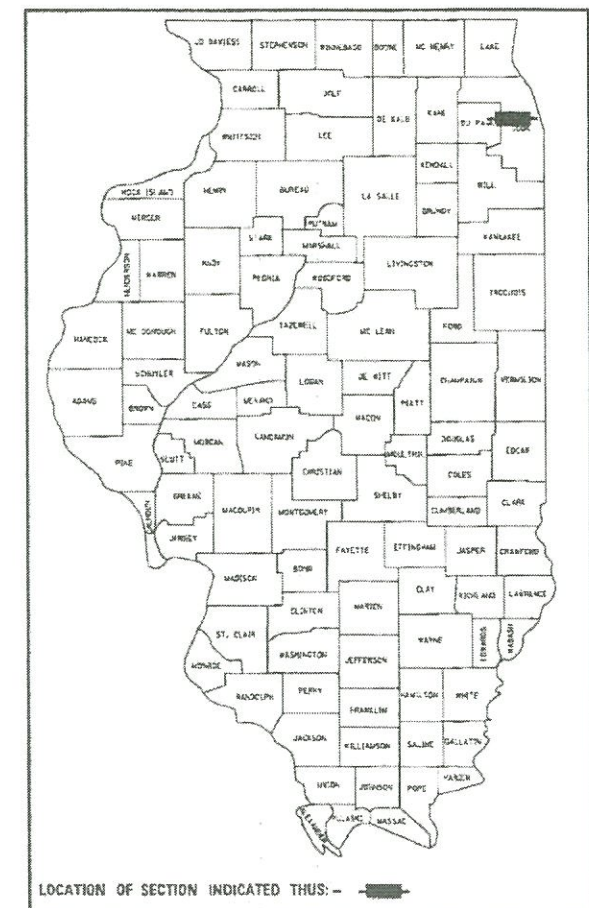 JO DAVIESS STEPHENSON WINNEBAGO BOONE MC HENRY LAKE
CARROLL OGLE DE KALB KANE DU PAGE COOK
WHITESIDE LEE
KENDALL
ROCK ISLAND HENRY BUREAU LA SALLE WILL
MERCER PUTNAM GRUNDY
STARK MARSHALL KANKAKEE
HENDERSON WARREN KNOX PEORIA WOODFORD LIVINGSTON
IROQUOIS
HANCOCK MC DONOUGH FULTON TAZEWELL MC LEAN FORD
SCHUYLER MASON
ADAMS LOGAN DE WITT CHAMPAIGN VERMILION
BROWN CASS MENARD MACON PIATT
MORGAN SANGAMON DOUGLAS
PIKE SCOTT CHRISTIAN MOULTRIE EDGAR
COLES
GREENE MACOUPIN MONTGOMERY SHELBY
CALHOUN CUMBERLAND CLARK
JERSEY FAYETTE EFFINGHAM JASPER CRAWFORD
MADISON BOND
CLAY RICHLAND LAWRENCE
CLINTON MARION
ST. CLAIR WAYNE EDWARDS WABASH
WASHINGTON JEFFERSON
MONROE
RANDOLPH PERRY HAMILTON WHITE
FRANKLIN
JACKSON WILLIAMSON SALINE GALLATIN
UNION JOHNSON POPE HARDIN
ALEXANDER PULASKI MASSAC
LOCATION OF SECTION INDICATED THUS: -